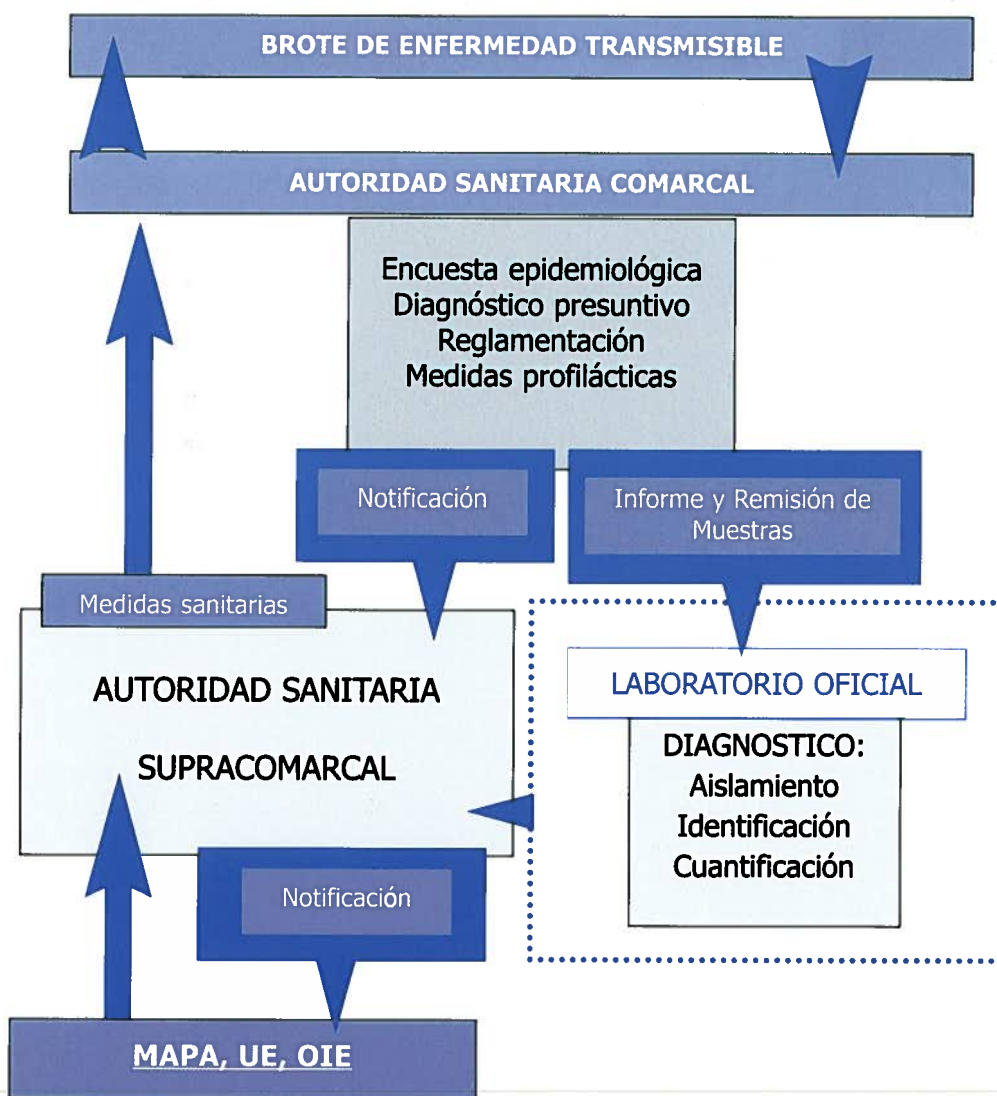 BROTE DE ENFERMEDAD TRANSMISIBLE
AUTORIDAD SANITARIA COMARCAL
Encuesta epidemiológica
Diagnóstico presuntivo
Reglamentación
Medidas profilácticas
Notificación
Informe y Remisión de
Muestras
Medidas sanitarias
AUTORIDAD SANITARIA
SUPRACOMARCAL
LABORATORIO OFICIAL
DIAGNOSTICO:
Aislamiento
Identificación
Cuantificación
Notificación
MAPA, UE, OIE